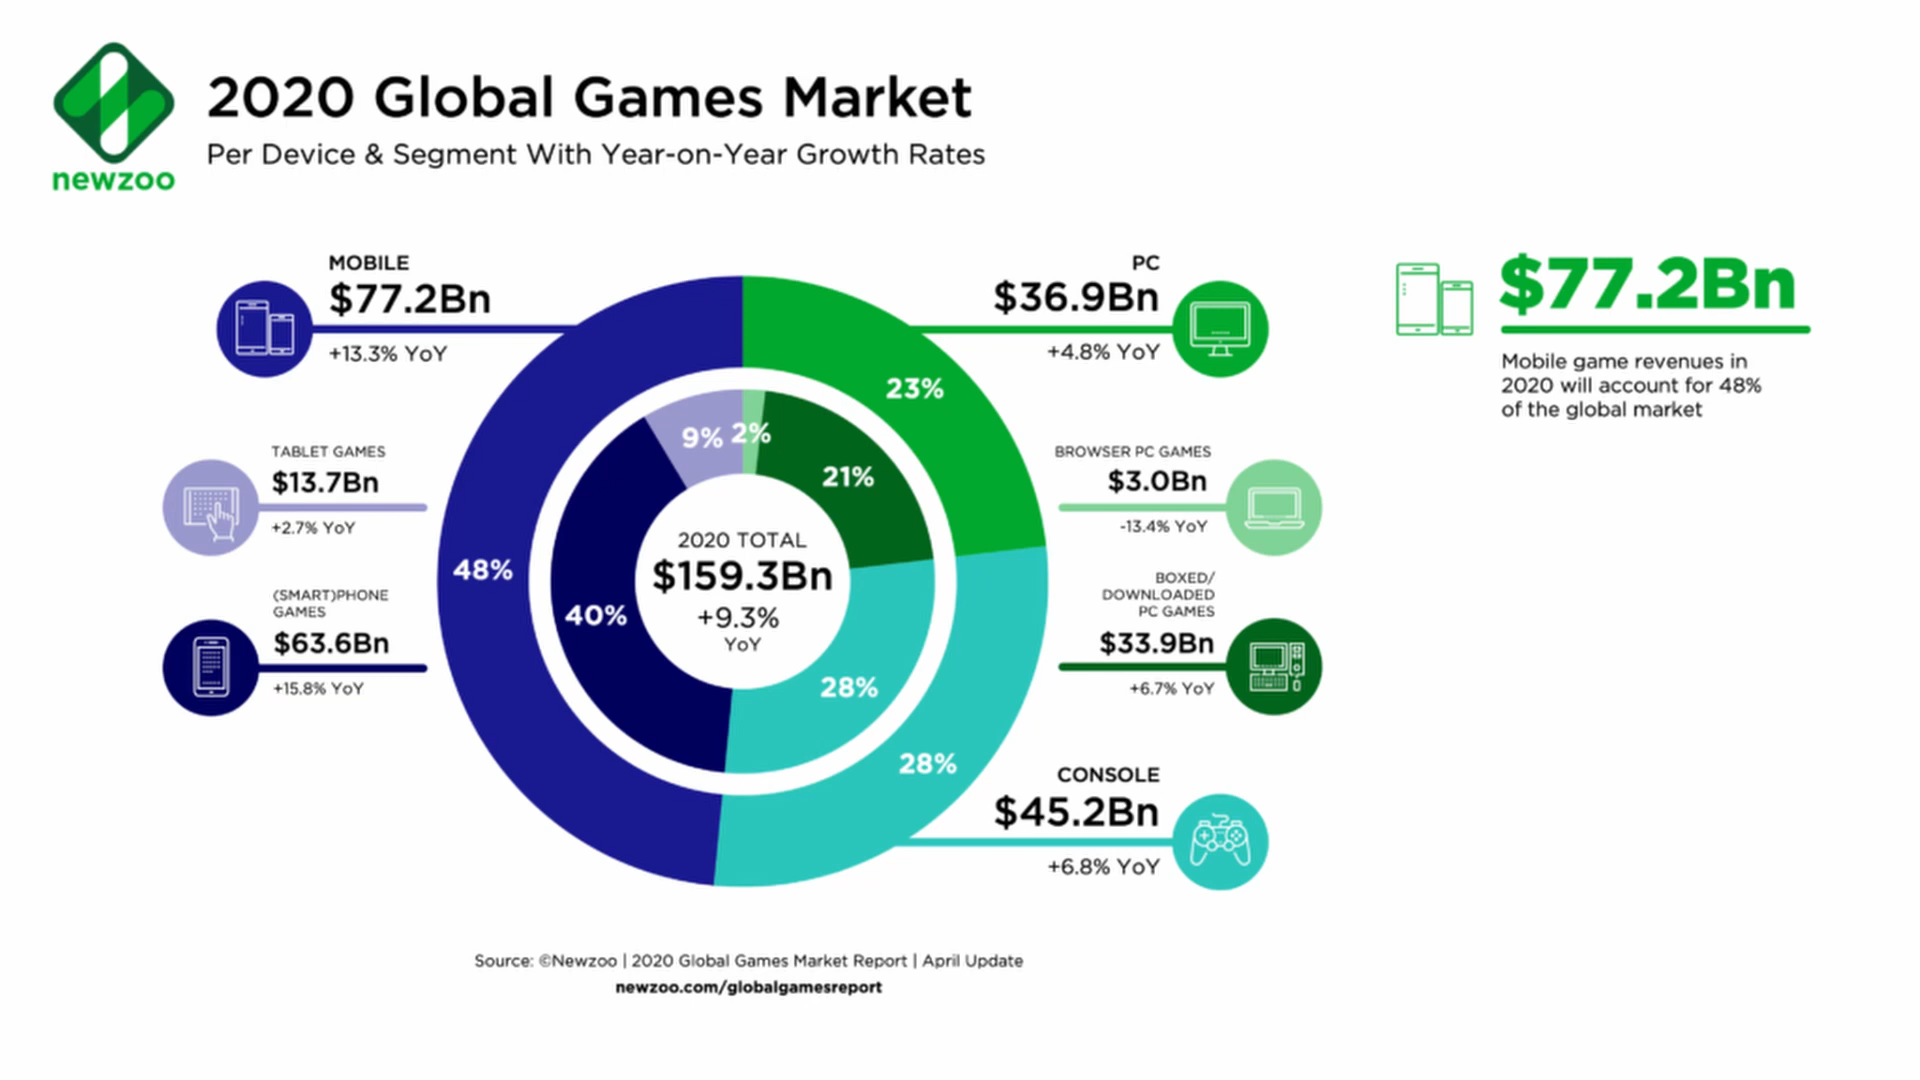 newzoo
2020 Global Games Market
Per Device & Segment With Year-on-Year Growth Rates
MOBILE
$77.2Bn
+13.3% YoY
TABLET GAMES
$13.7Bn
+2.7% YoY
(SMART)PHONE
GAMES
$63.6Bn
+15.8% YoY
48%
40%
9%
2%
21%
23%
28%
28%
2020 TOTAL
$159.3Bn
+9.3%
YoY
PC
$36.9Bn
+4.8% YoY
BROWSER PC GAMES
$3.0Bn
-13.4% YoY
BOXED/
DOWNLOADED
PC GAMES
$33.9Bn
+6.7% YoY
CONSOLE
$45.2Bn
+6.8% YoY
$77.2Bn
Mobile game revenues in
2020 will account for 48%
of the global market
Source: ©Newzoo | 2020 Global Games Market Report | April Update
newzoo.com/globalgamesreport